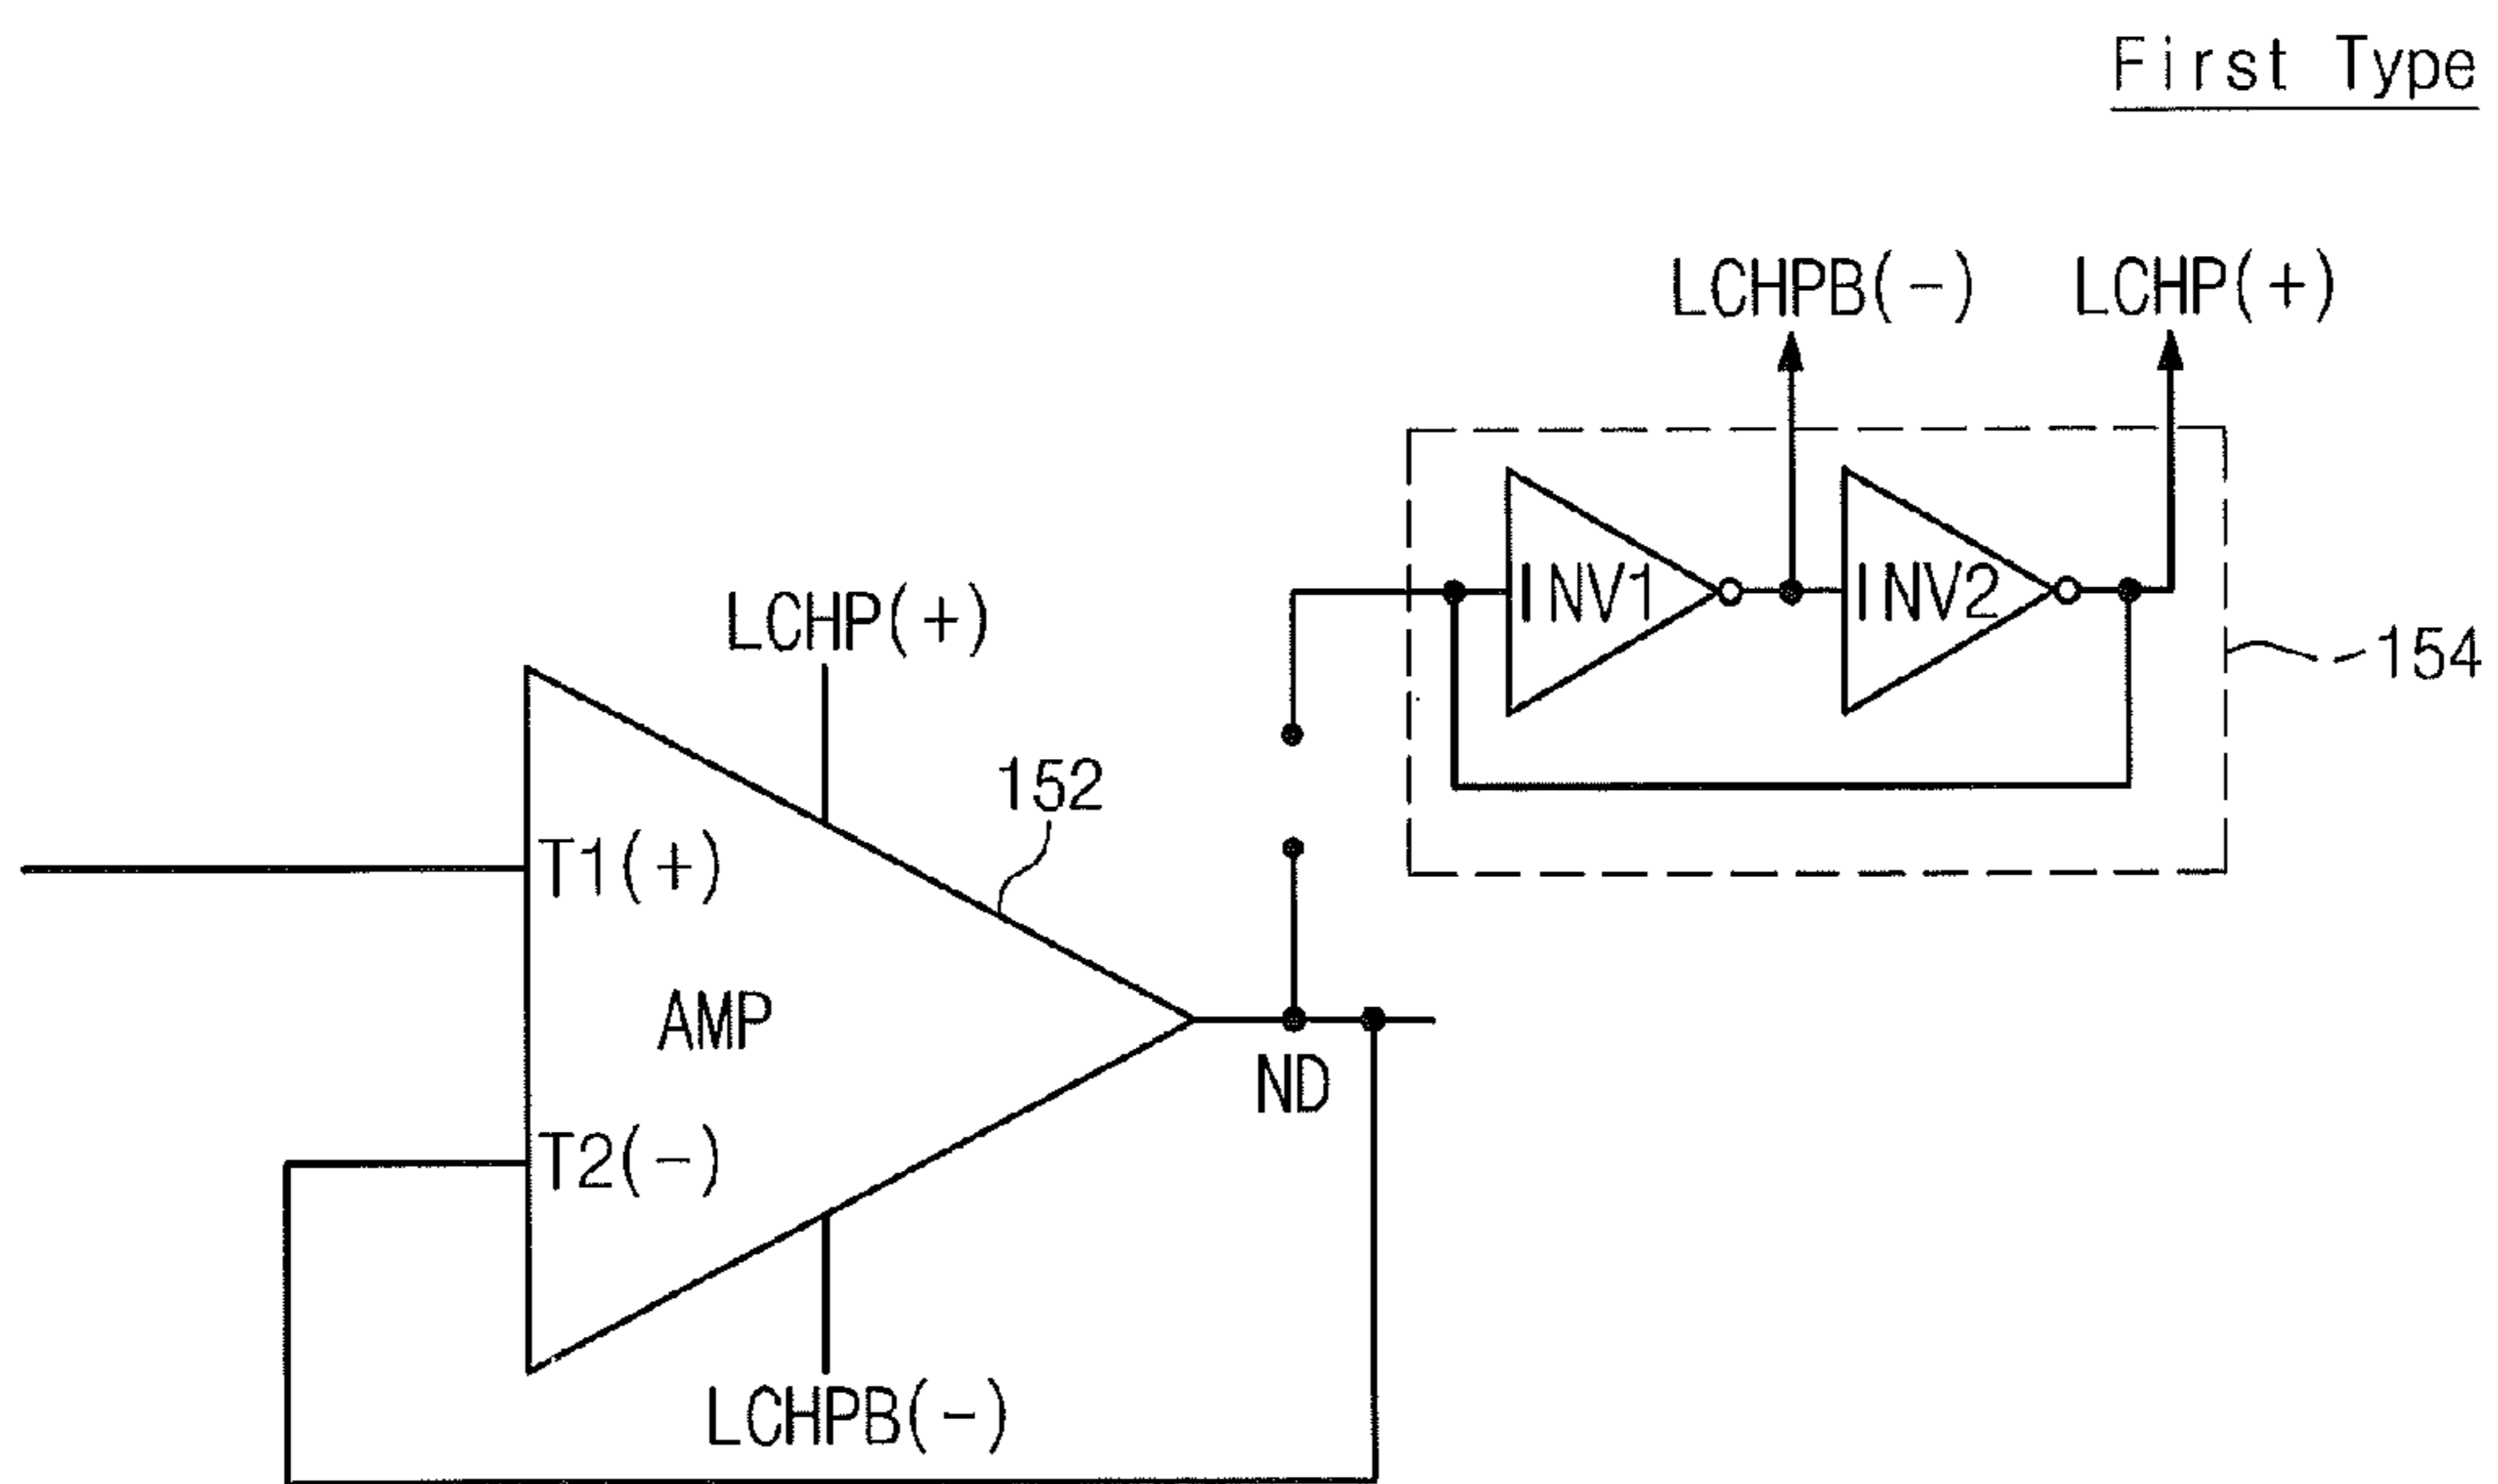 First Type
LCHPB(-) LCHP(+)
INV1 INV2
LCHP(+)
154
152
T1(+)
AMP
ND
T2(-)
LCHPB(-)